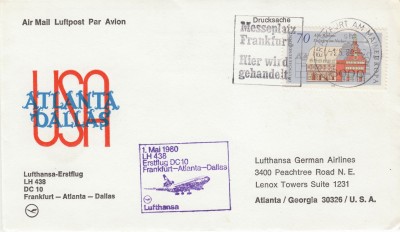 Air Mail Luftpost Par Avion
Drucksache
Messeplatz
Frankfurt.
Hier wird
gehandelt.
70
USA
ATLANTA
DALLAS
Lufthansa-Erstflug
LH 438
DC 10
Frankfurt – Atlanta – Dallas
1. Mai 1980
LH 438
Erstflug DC 10
Frankfurt-Atlanta-Dallas
Lufthansa
Lufthansa German Airlines
3400 Peachtree Road N. E.
Lenox Towers Suite 1231
Atlanta / Georgia 30326 / U. S. A.